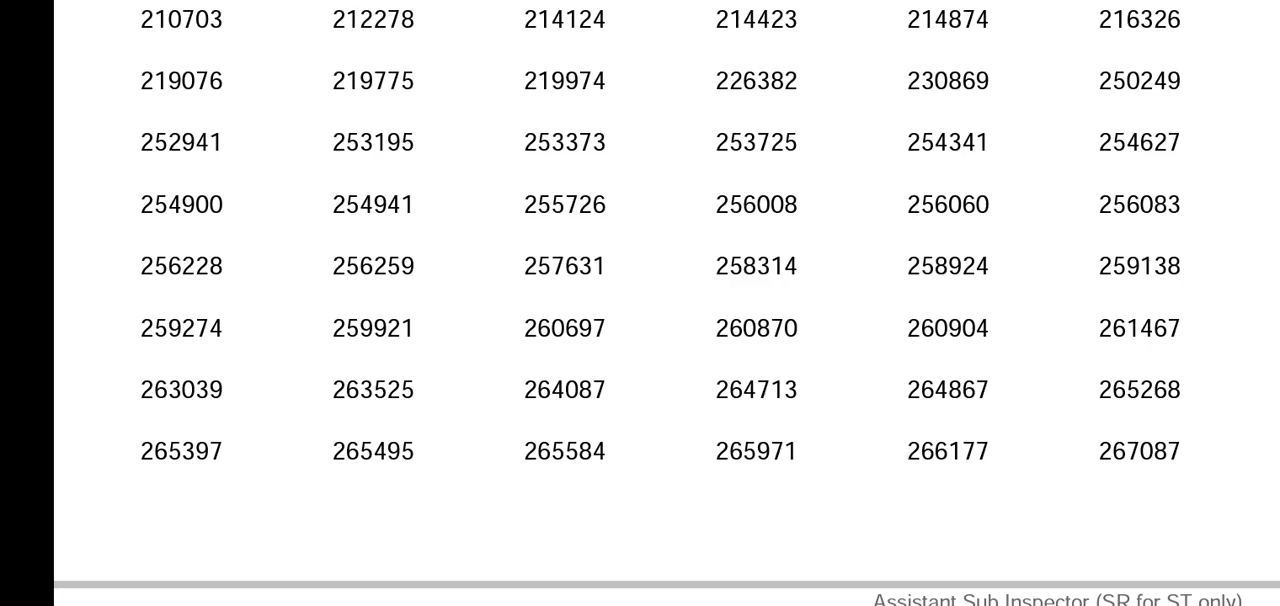 210703 212278 214124 214423 214874 216326
219076 219775 219974 226382 230869 250249
252941 253195 253373 253725 254341 254627
254900 254941 255726 256008 256060 256083
256228 256259 257631 258314 258924 259138
259274 259921 260697 260870 260904 261467
263039 263525 264087 264713 264867 265268
265397 265495 265584 265971 266177 267087
Assistant Sub Inspector (SR for ST only)